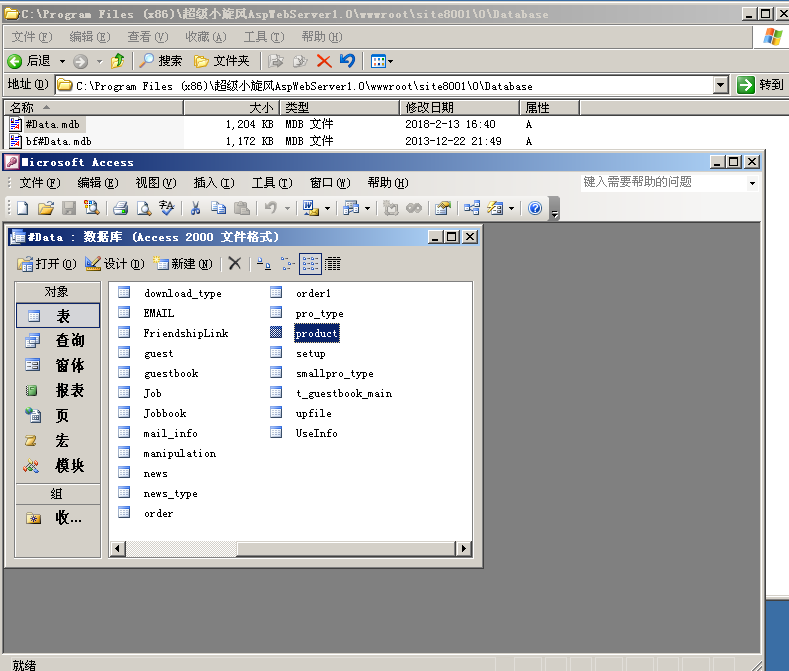 C:\Program Files (x86)\超级小旋风AspWebServer1.0\wwwroot\site8001\0\Database
文件(F) 编辑(E) 查看(V) 收藏(A) 工具(T) 帮助(H)
后退 搜索 文件夹
地址(D) C:\Program Files (x86)\超级小旋风AspWebServer1.0\wwwroot\site8001\0\Database 转到
名称 大小 类型 修改日期 属性
#Data.mdb 1,204 KB MDB 文件 2018-2-13 16:40 A
bf#Data.mdb 1,172 KB MDB 文件 2013-12-22 21:49 A
Microsoft Access
文件(F) 编辑(E) 视图(V) 插入(I) 工具(T) 窗口(W) 帮助(H) 键入需要帮助的问题
#Data : 数据库 (Access 2000 文件格式)
打开(O) 设计(D) 新建(N)
对象
表
查询
窗体
报表
页
宏
模块
组
收...
download_type
EMAIL
FriendshipLink
guest
guestbook
Job
Jobbook
mail_info
manipulation
news
news_type
order
order1
pro_type
product
setup
smallpro_type
t_guestbook_main
upfile
UseInfo
就绪